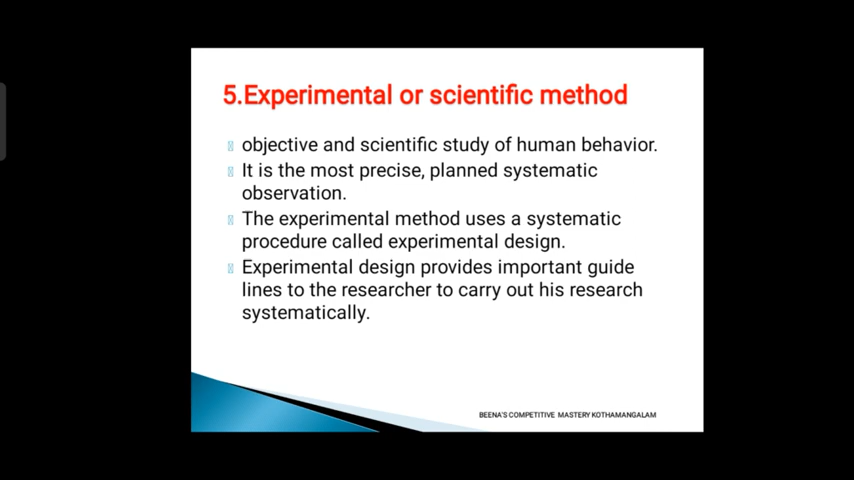 5.Experimental or scientific method
objective and scientific study of human behavior.
It is the most precise, planned systematic
observation.
The experimental method uses a systematic
procedure called experimental design.
Experimental design provides important guide
lines to the researcher to carry out his research
systematically.
BEENA'S COMPETITIVE MASTERY KOTHAMANGALAM